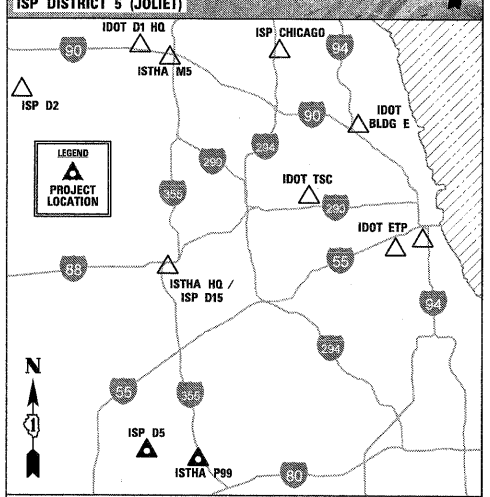 ISP DISTRICT 5 (JOLIET)
IDOT D1 HQ
ISP CHICAGO
90
94
ISTHA M5
ISP D2
90
IDOT
BLDG E
LEGEND
PROJECT
LOCATION
290
294
355
IDOT TSC
290
IDOT ETP
88
55
ISTHA HQ /
ISP D15
94
294
N
55
355
1
ISP D5
ISTHA P99
80